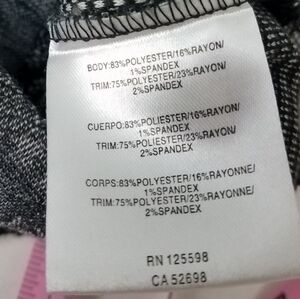 BODY:83%POLYESTER/16%RAYON/
1%SPANDEX
TRIM:75%POLYESTER/23%RAYON/
2%SPANDEX
CUERPO:83%POLIESTER/16%RAYON/
1%SPANDEX
TRIM:75%POLIESTER/23%RAYON/
2%SPANDEX
CORPS:83%POLYESTER/16%RAYONNE/
1%SPANDEX
TRIM:75%POLYESTER/23%RAYONNE/
2%SPANDEX
RN 125598
CA 52698